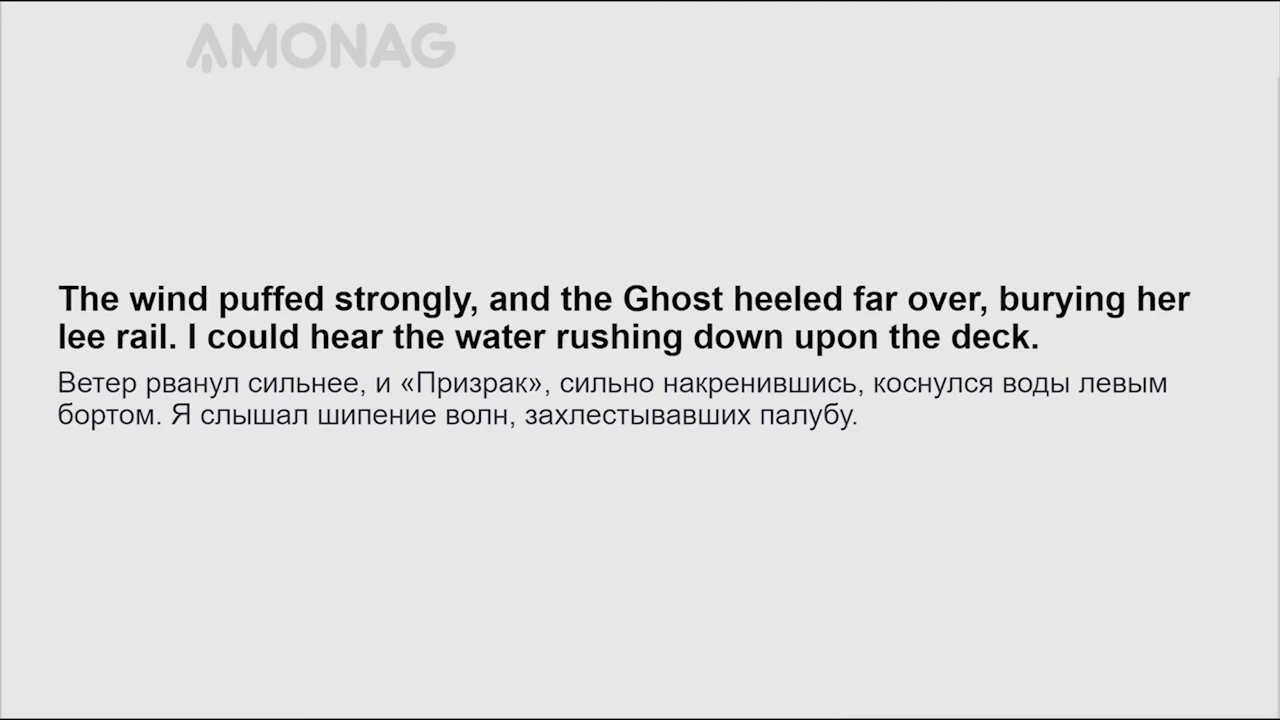 AMONAG
The wind puffed strongly, and the Ghost heeled far over, burying her
lee rail. I could hear the water rushing down upon the deck.
Ветер рванул сильнее, и «Призрак», сильно накренившись, коснулся воды левым
бортом. Я слышал шипение волн, захлестывавших палубу.